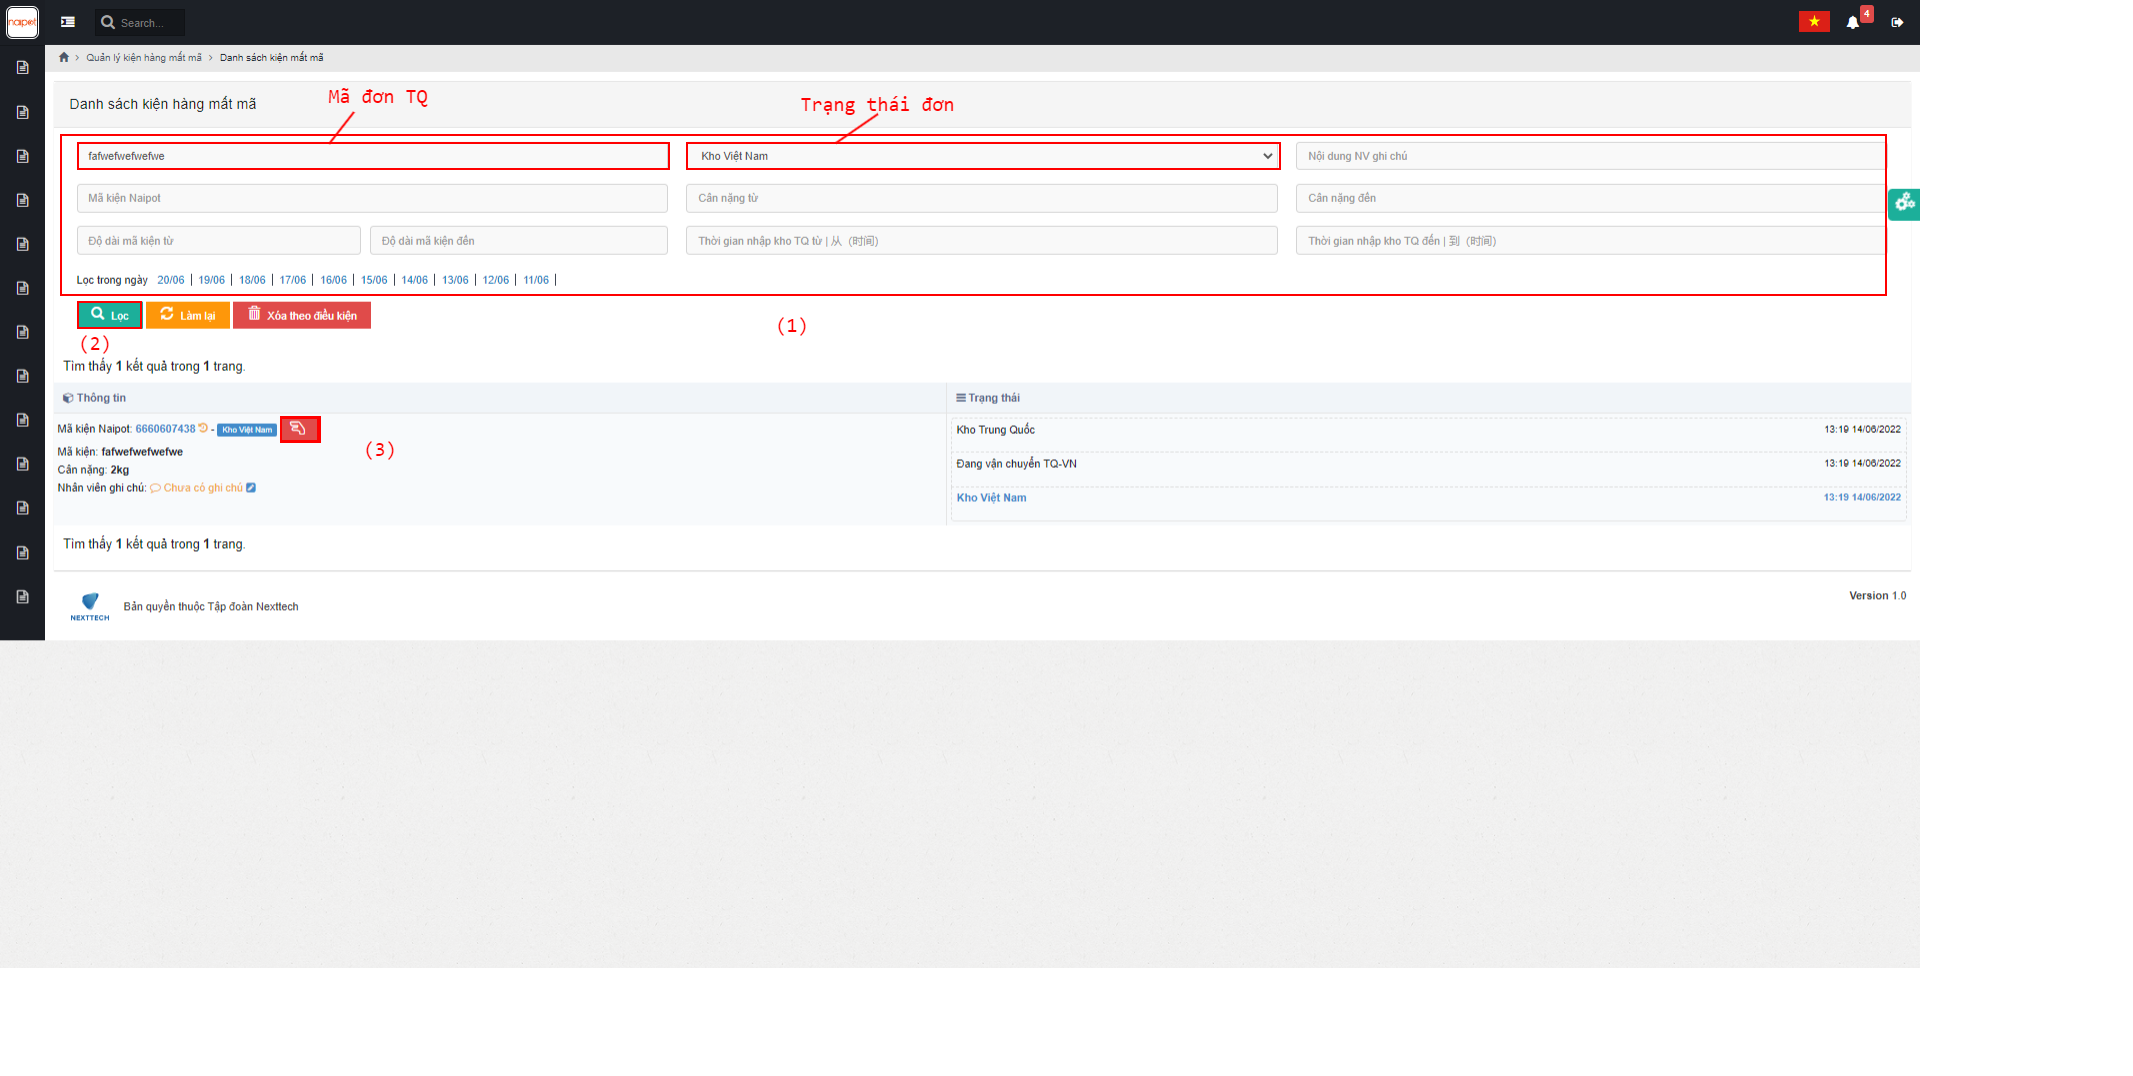 naipot
Search...
4
Quản lý kiện hàng mất mã > Danh sách kiện mất mã
Danh sách kiện hàng mất mã
Mã đơn TQ
Trạng thái đơn
fafwefwefwefwe
Kho Việt Nam
Nội dung NV ghi chú
Mã kiện Naipot
Cân nặng từ
Cân nặng đến
Độ dài mã kiện từ
Độ dài mã kiện đến
Thời gian nhập kho TQ từ | 从 (时间)
Thời gian nhập kho TQ đến | 到 (时间)
Lọc trong ngày 20/06 | 19/06 | 18/06 | 17/06 | 16/06 | 15/06 | 14/06 | 13/06 | 12/06 | 11/06 |
Lọc
Làm lại
Xóa theo điều kiện
(1)
(2)
Tìm thấy 1 kết quả trong 1 trang.
Thông tin
Trạng thái
Mã kiện Naipot: 6660607438 - Kho Việt Nam
(3)
Mã kiện: fafwefwefwefwe
Cân nặng: 2kg
Nhân viên ghi chú: Chưa có ghi chú
Kho Trung Quốc 13:19 14/06/2022
Đang vận chuyển TQ-VN 13:19 14/06/2022
Kho Việt Nam 13:19 14/06/2022
Tìm thấy 1 kết quả trong 1 trang.
NEXTTECH
Bản quyền thuộc Tập đoàn Nexttech
Version 1.0